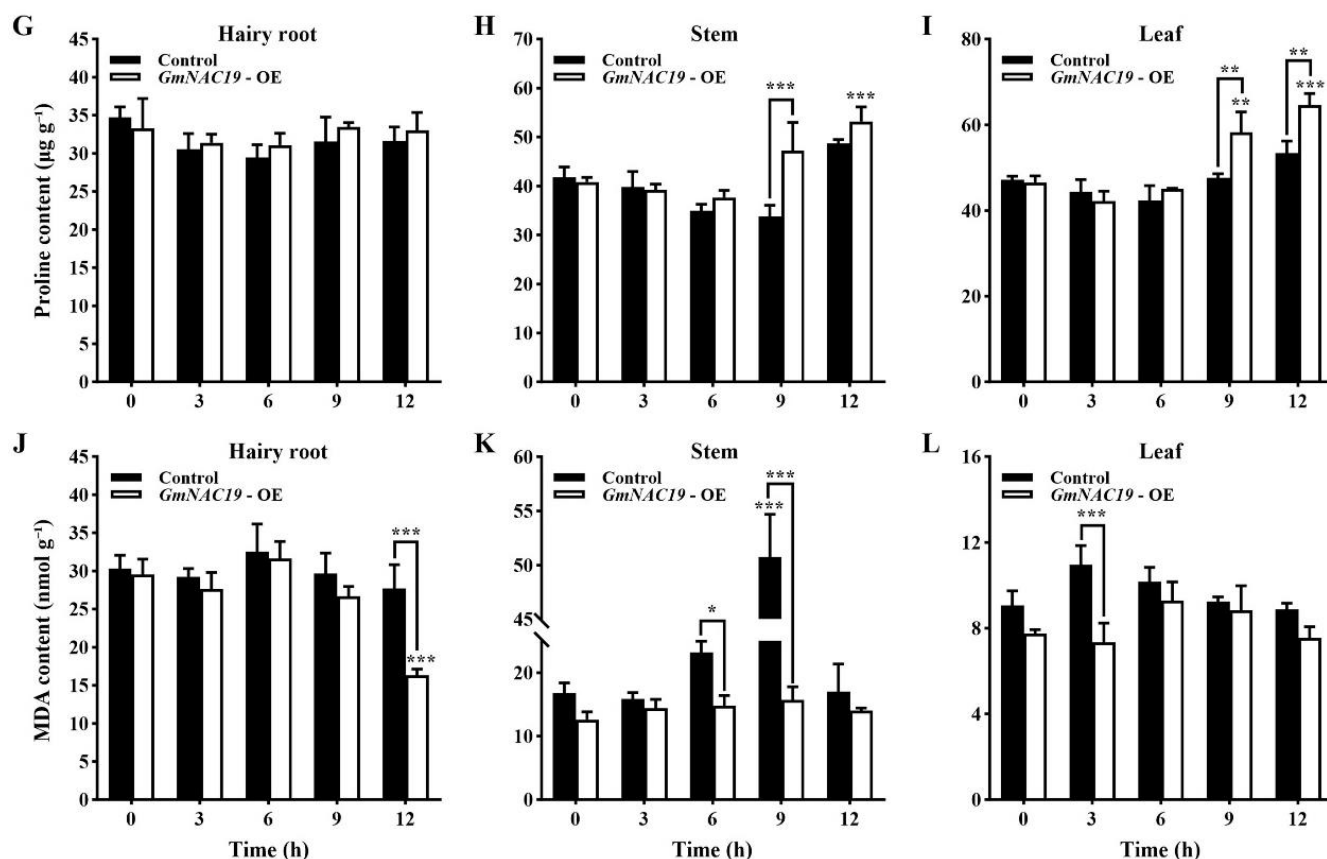 G
Hairy root
Control
GmNAC19 - OE
Proline content (µg g⁻¹)
45
40
35
30
25
20
15
10
5
0
0 3 6 9 12
H
Stem
Control
GmNAC19 - OE
70
60
50
40
30
20
10
0
*** ***
0 3 6 9 12
I
Leaf
Control
GmNAC19 - OE
80
60
40
20
0
** **
** ***
0 3 6 9 12
J
Hairy root
Control
GmNAC19 - OE
MDA content (nmol g⁻¹)
45
40
35
30
25
20
15
10
5
0
***
***
0 3 6 9 12
Time (h)
K
Stem
Control
GmNAC19 - OE
60
55
50
45
20
10
0
***
***
*
0 3 6 9 12
Time (h)
L
Leaf
Control
GmNAC19 - OE
16
12
8
4
0
***
0 3 6 9 12
Time (h)